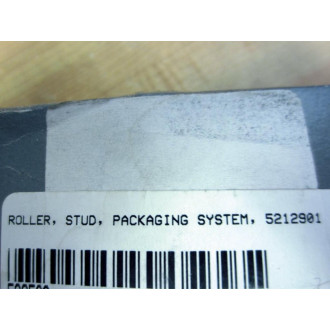 ROLLER, STUD, PACKAGING SYSTEM, 5212901